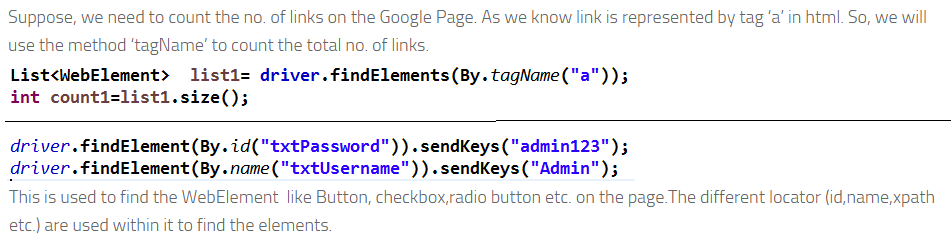 Suppose, we need to count the no. of links on the Google Page. As we know link is represented by tag ‘a’ in html. So, we will
use the method ‘tagName’ to count the total no. of links.
List<WebElement>  list1= driver.findElements(By.tagName("a"));
int count1=list1.size();
driver.findElement(By.id("txtPassword")).sendKeys("admin123");
driver.findElement(By.name("txtUsername")).sendKeys("Admin");
This is used to find the WebElement  like Button, checkbox,radio button etc. on the page.The different locator (id,name,xpath
etc.) are used within it to find the elements.